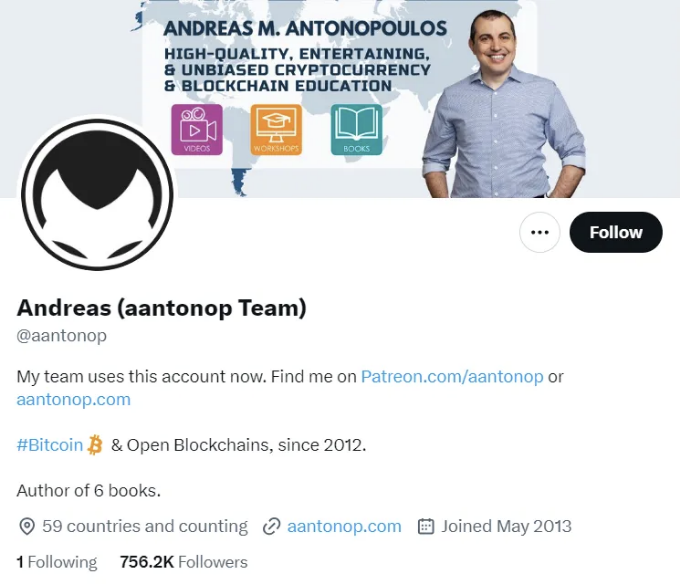 ANDREAS M. ANTONOPOULOS
HIGH-QUALITY, ENTERTAINING,
& UNBIASED CRYPTOCURRENCY
& BLOCKCHAIN EDUCATION
VIDEOS WORKSHOPS BOOKS
Follow
Andreas (aantonop Team)
@aantonop
My team uses this account now. Find me on Patreon.com/aantonop or
aantonop.com
#Bitcoin & Open Blockchains, since 2012.
Author of 6 books.
59 countries and counting aantonop.com Joined May 2013
1 Following 756.2K Followers